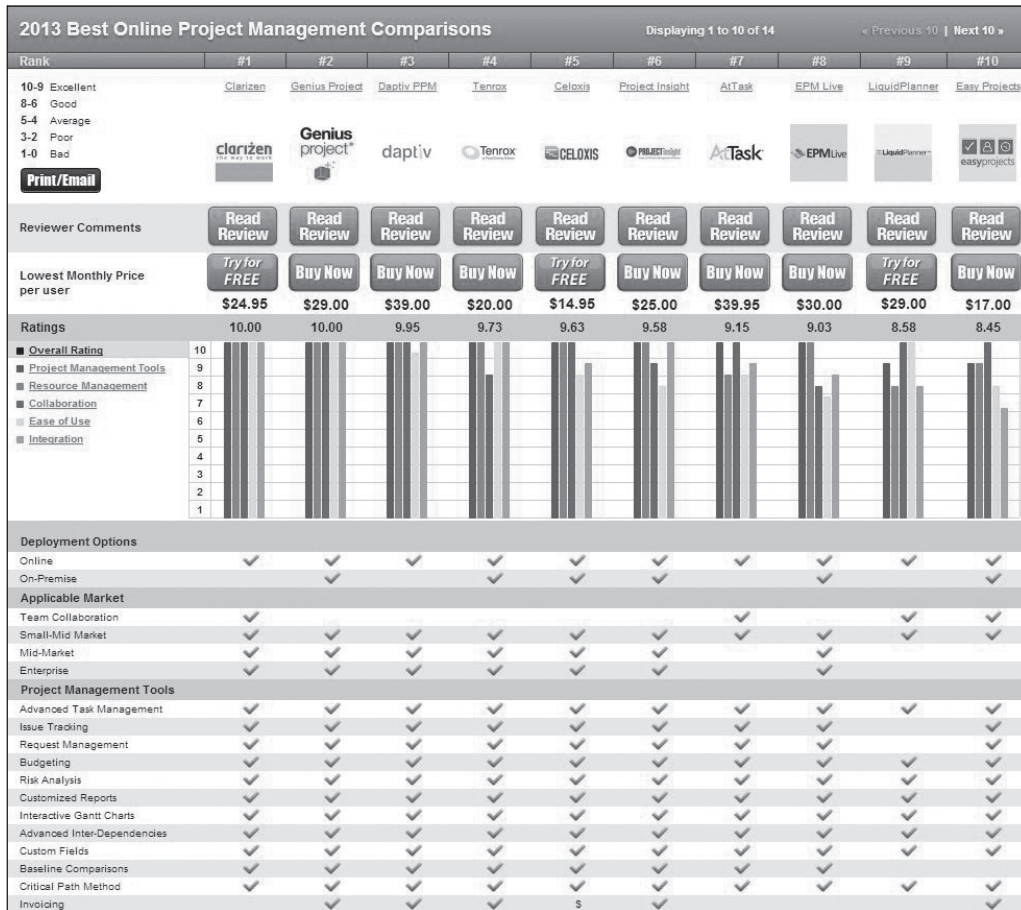 2013 Best Online Project Management Comparisons Displaying 1 to 10 of 14 « Previous 10 | Next 10 »
Rank #1 #2 #3 #4 #5 #6 #7 #8 #9 #10
10-9 Excellent
8-6 Good
5-4 Average
3-2 Poor
1-0 Bad
Print/Email
Clarizen Genius Project Daptiv PPM Tenrox Celoxis Project Insight AtTask EPM Live LiquidPlanner Easy Projects
clarizen the way to work Genius project daptiv Tenrox CELOXIS PROJECT insight AtTask EPMLive LiquidPlanner easyprojects
Reviewer Comments Read Review Read Review Read Review Read Review Read Review Read Review Read Review Read Review Read Review Read Review
Lowest Monthly Price per user Try for FREE Buy Now Buy Now Buy Now Try for FREE Buy Now Buy Now Buy Now Try for FREE Buy Now
$24.95 $29.00 $39.00 $20.00 $14.95 $25.00 $39.95 $30.00 $29.00 $17.00
Ratings 10.00 10.00 9.95 9.73 9.63 9.58 9.15 9.03 8.58 8.45
Overall Rating
Project Management Tools
Resource Management
Collaboration
Ease of Use
Integration
10
9
8
7
6
5
4
3
2
1
Deployment Options
Online
On-Premise
Applicable Market
Team Collaboration
Small-Mid Market
Mid-Market
Enterprise
Project Management Tools
Advanced Task Management
Issue Tracking
Request Management
Budgeting
Risk Analysis
Customized Reports
Interactive Gantt Charts
Advanced Inter-Dependencies
Custom Fields
Baseline Comparisons
Critical Path Method
Invoicing $